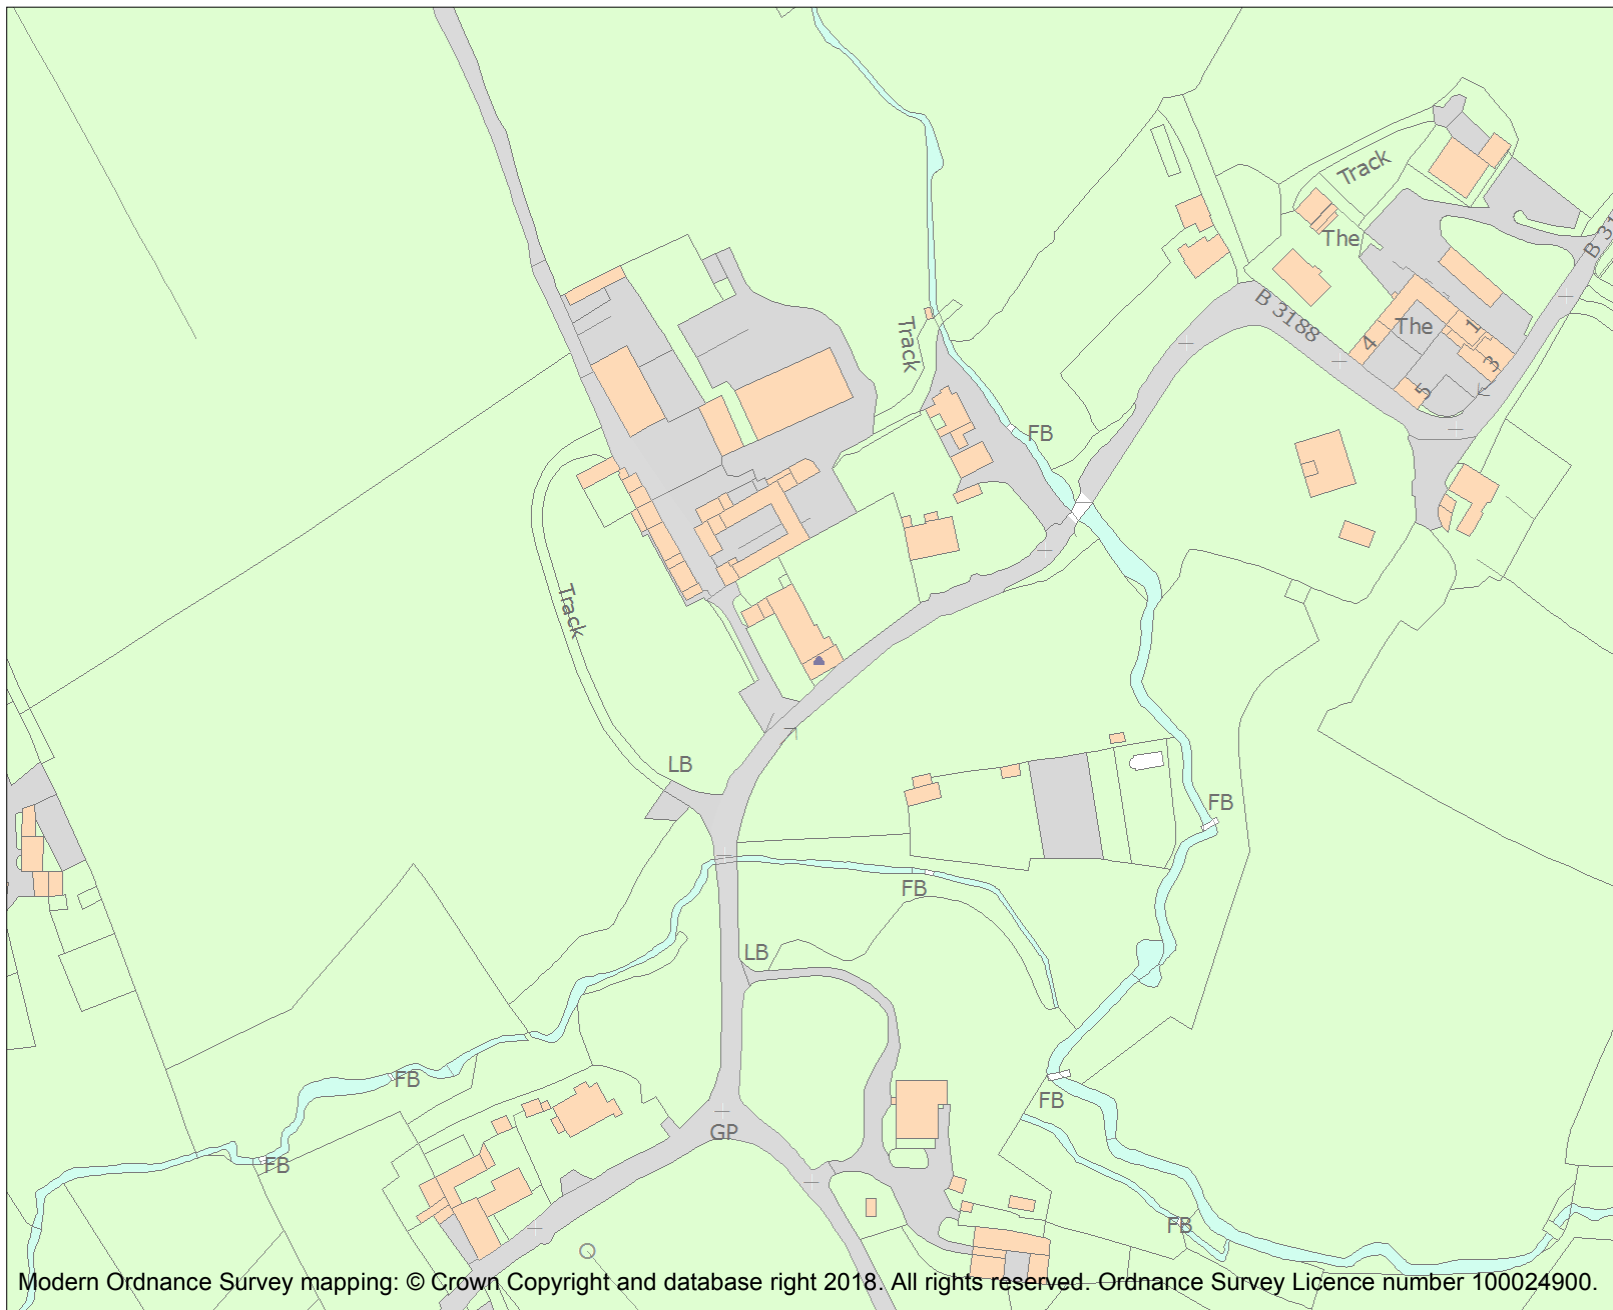 Track
B 31
The
B 3188
The
1
4
3
5
Track
FB
Track
LB
FB
FB
LB
FB
FB
GP
FB
FB
Modern Ordnance Survey mapping: © Crown Copyright and database right 2018. All rights reserved. Ordnance Survey Licence number 100024900.